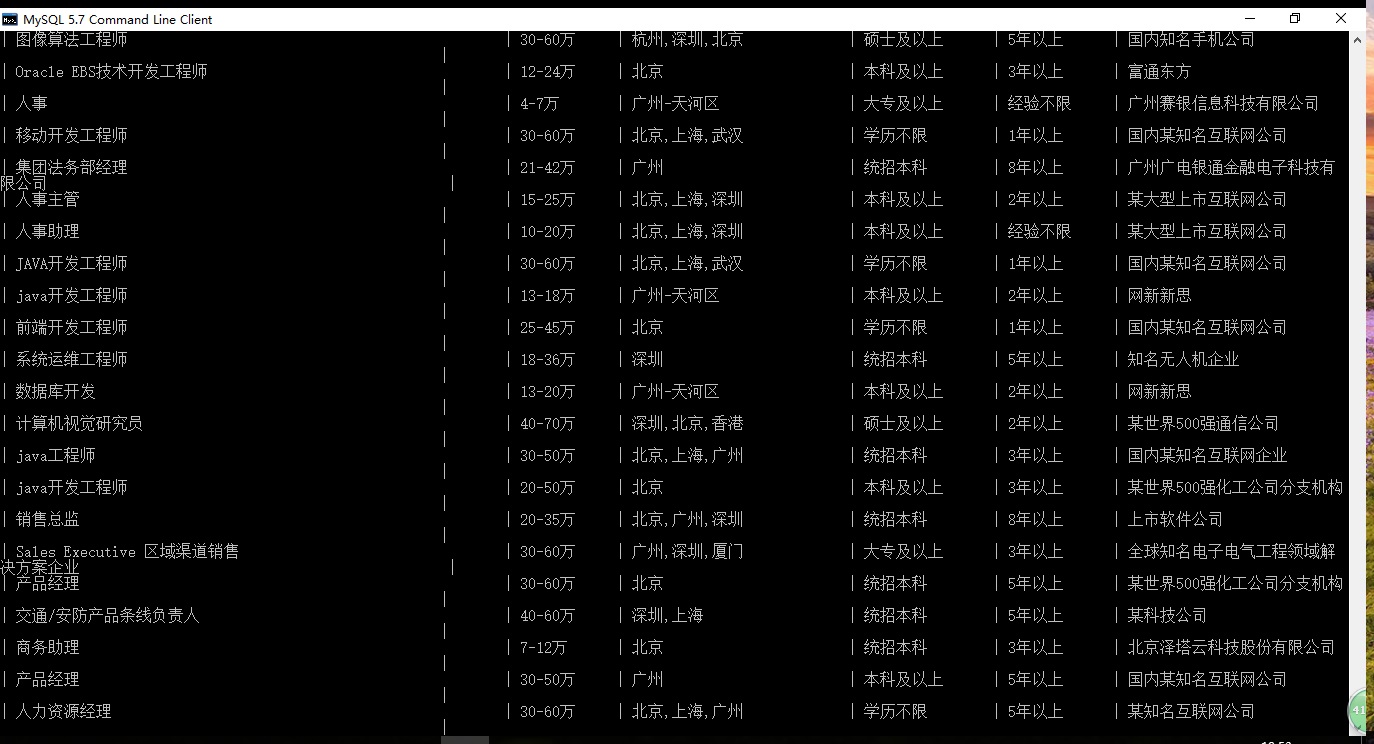 MySQL 5.7 Command Line Client
| 图像算法工程师 | 30-60万 | 杭州,深圳,北京 | 硕士及以上 | 5年以上 | 国内知名手机公司
|
| Oracle EBS技术开发工程师 | 12-24万 | 北京 | 本科及以上 | 3年以上 | 富通东方
|
| 人事 | 4-7万 | 广州-天河区 | 大专及以上 | 经验不限 | 广州赛银信息科技有限公司
|
| 移动开发工程师 | 30-60万 | 北京,上海,武汉 | 学历不限 | 1年以上 | 国内某知名互联网公司
|
| 集团法务部经理 | 21-42万 | 广州 | 统招本科 | 8年以上 | 广州广电银通金融电子科技有
限公司 |
| 人事主管 | 15-25万 | 北京,上海,深圳 | 本科及以上 | 2年以上 | 某大型上市互联网公司
|
| 人事助理 | 10-20万 | 北京,上海,深圳 | 本科及以上 | 经验不限 | 某大型上市互联网公司
|
| JAVA开发工程师 | 30-60万 | 北京,上海,武汉 | 学历不限 | 1年以上 | 国内某知名互联网公司
|
| java开发工程师 | 13-18万 | 广州-天河区 | 本科及以上 | 2年以上 | 网新新思
|
| 前端开发工程师 | 25-45万 | 北京 | 学历不限 | 1年以上 | 国内某知名互联网公司
|
| 系统运维工程师 | 18-36万 | 深圳 | 统招本科 | 5年以上 | 知名无人机企业
|
| 数据库开发 | 13-20万 | 广州-天河区 | 本科及以上 | 2年以上 | 网新新思
|
| 计算机视觉研究员 | 40-70万 | 深圳,北京,香港 | 硕士及以上 | 2年以上 | 某世界500强通信公司
|
| java工程师 | 30-50万 | 北京,上海,广州 | 统招本科 | 3年以上 | 国内某知名互联网企业
|
| java开发工程师 | 20-50万 | 北京 | 本科及以上 | 3年以上 | 某世界500强化工公司分支机构
|
| 销售总监 | 20-35万 | 北京,广州,深圳 | 统招本科 | 8年以上 | 上市软件公司
|
| Sales Executive 区域渠道销售 | 30-60万 | 广州,深圳,厦门 | 大专及以上 | 3年以上 | 全球知名电子电气工程领域解
决方案企业 |
| 产品经理 | 30-60万 | 北京 | 统招本科 | 5年以上 | 某世界500强化工公司分支机构
|
| 交通/安防产品条线负责人 | 40-60万 | 深圳,上海 | 统招本科 | 5年以上 | 某科技公司
|
| 商务助理 | 7-12万 | 北京 | 统招本科 | 3年以上 | 北京泽塔云科技股份有限公司
|
| 产品经理 | 30-50万 | 广州 | 本科及以上 | 5年以上 | 国内某知名互联网公司
|
| 人力资源经理 | 30-60万 | 北京,上海,广州 | 学历不限 | 5年以上 | 某知名互联网公司
|
41